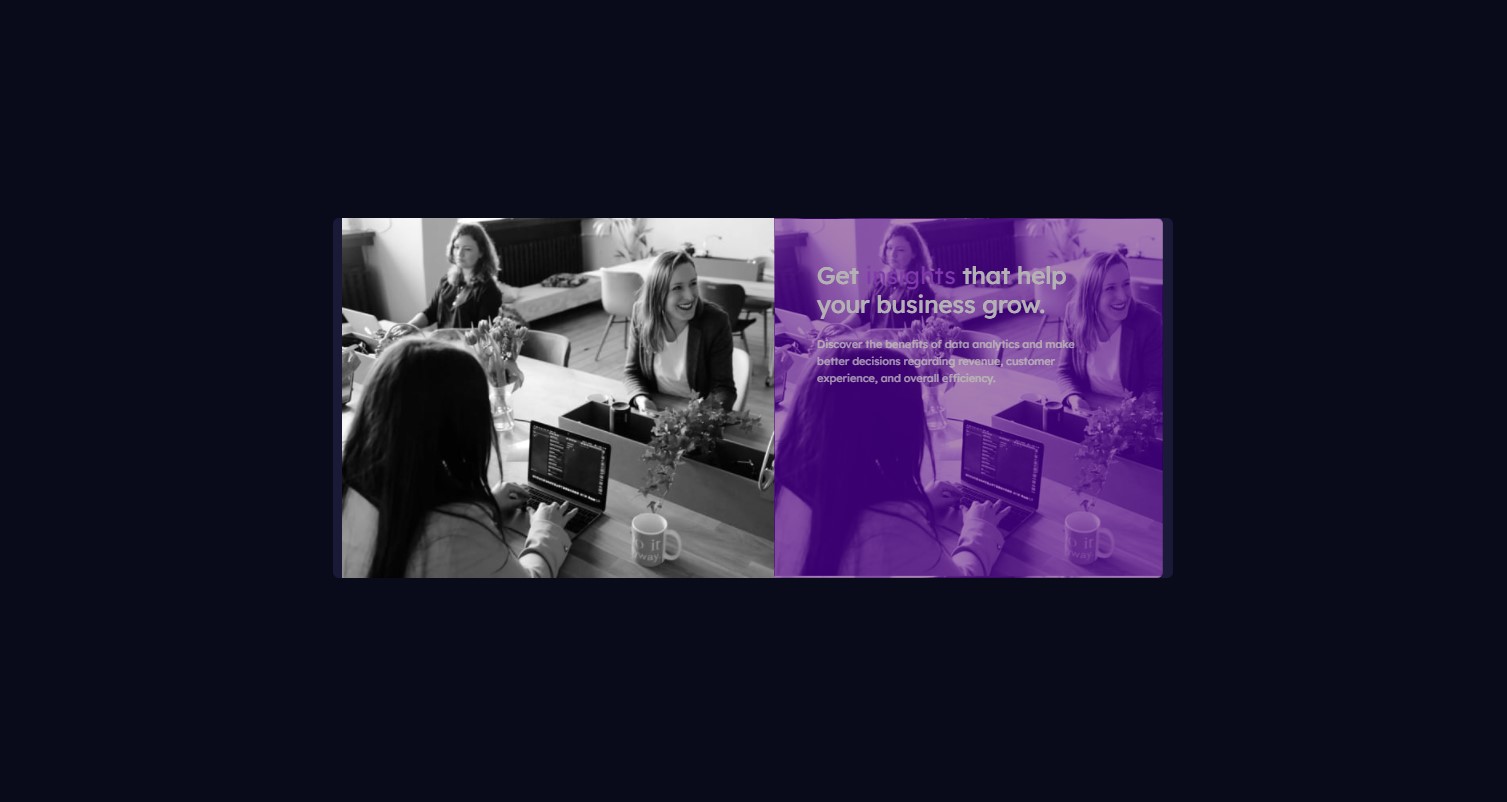 Get insights that help
your business grow.
Discover the benefits of data analytics and make
better decisions regarding revenue, customer
experience, and overall efficiency.